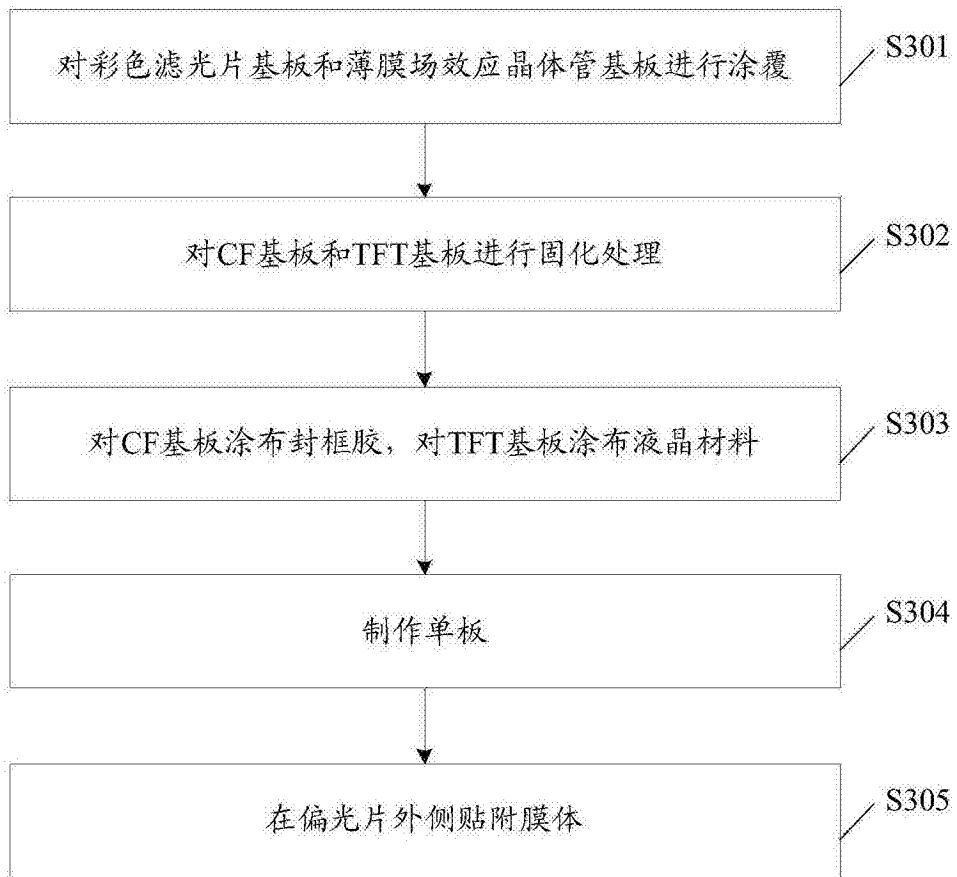 对彩色滤光片基板和薄膜场效应晶体管基板进行涂覆
S301
对CF基板和TFT基板进行固化处理
S302
对CF基板涂布封框胶，对TFT基板涂布液晶材料
S303
制作单板
S304
在偏光片外侧贴附膜体
S305